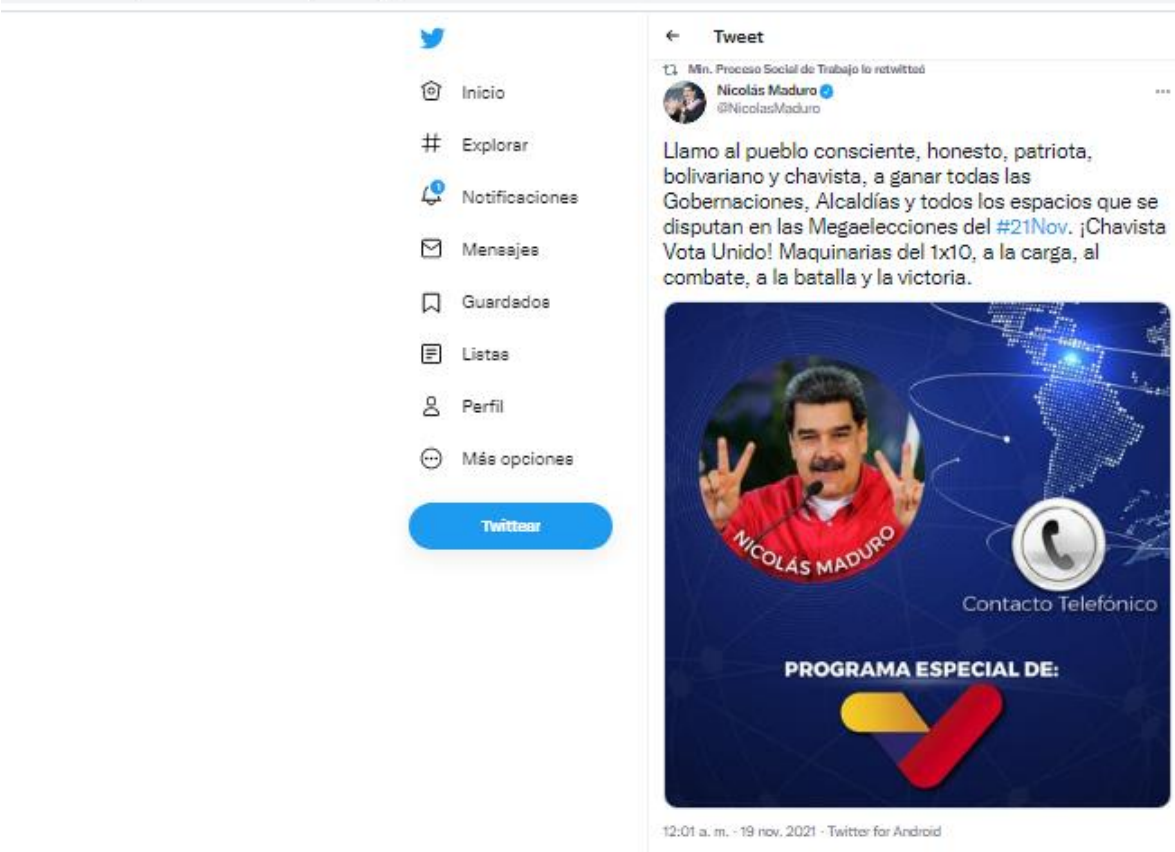 Inicio
Explorar
1
Notificaciones
Mensajes
Guardados
Listas
Perfil
Más opciones
Twittear
Tweet
Min. Proceso Social de Trabajo lo retwitteó
Nicolás Maduro
@NicolasMaduro
Llamo al pueblo consciente, honesto, patriota,
bolivariano y chavista, a ganar todas las
Gobernaciones, Alcaldías y todos los espacios que se
disputan en las Megaelecciones del #21Nov. ¡Chavista
Vota Unido! Maquinarias del 1x10, a la carga, al
combate, a la batalla y la victoria.
NICOLÁS MADURO
Contacto Telefónico
PROGRAMA ESPECIAL DE:
12:01 a. m. · 19 nov. 2021 · Twitter for Android